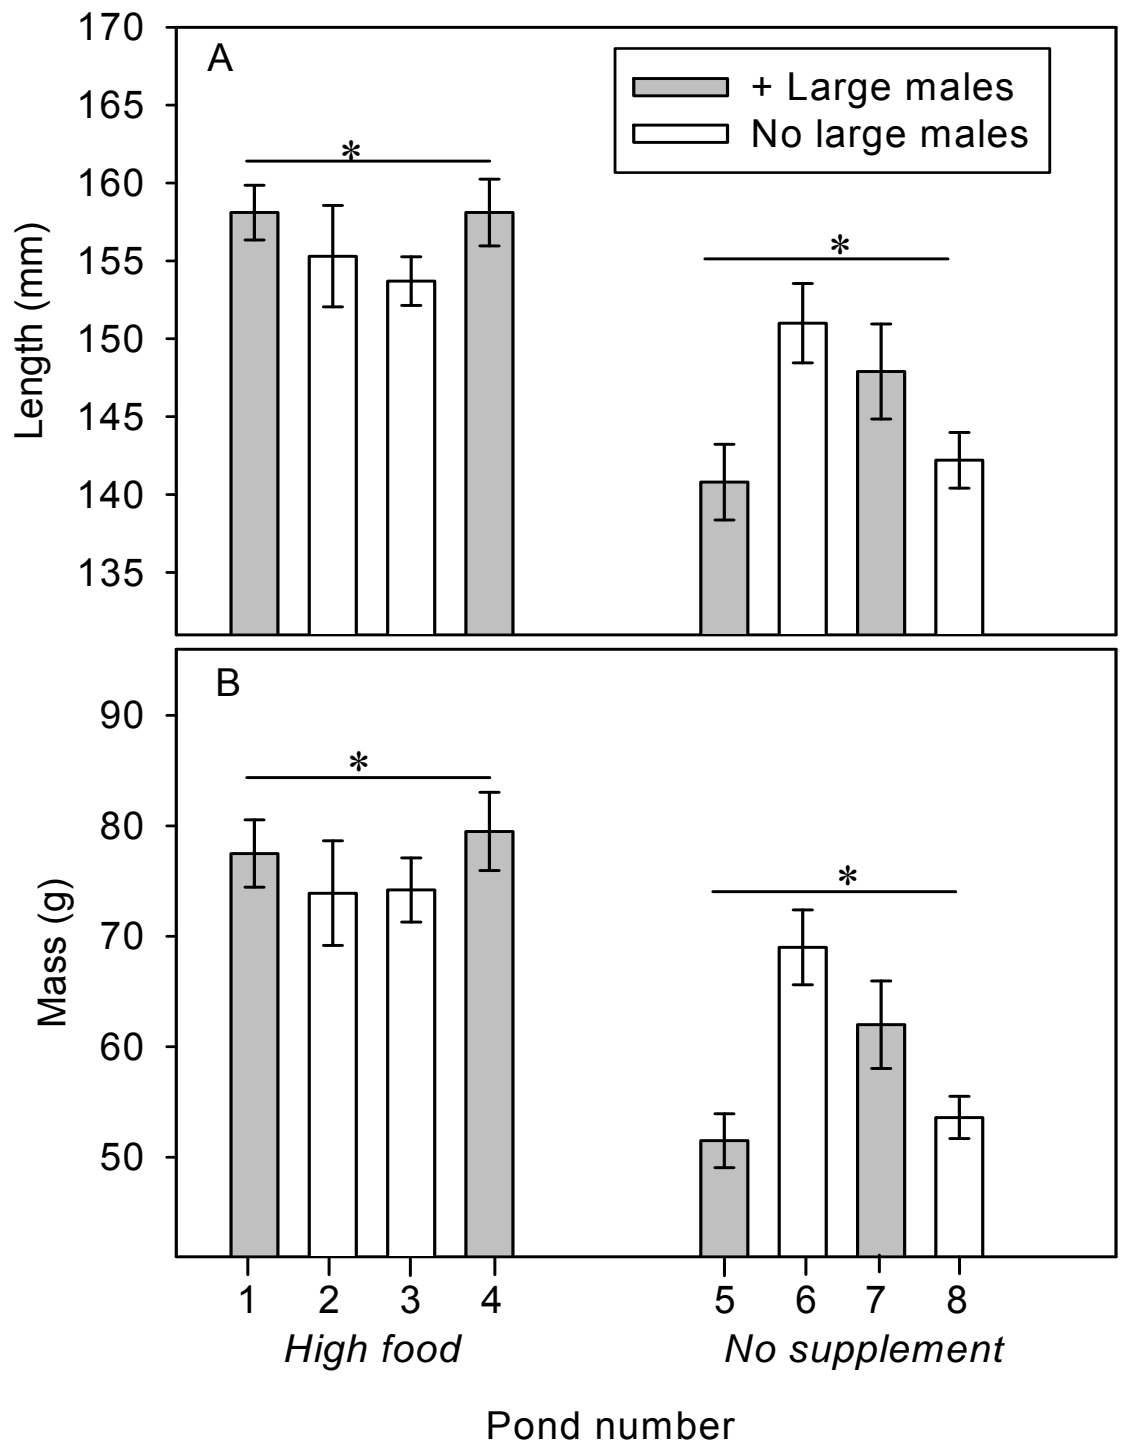 A
+ Large males
No large males
170
165
160
155
150
145
140
135
Length (mm)
*
*
B
90
80
70
60
50
Mass (g)
*
*
1 2 3 4 5 6 7 8
High food No supplement
Pond number